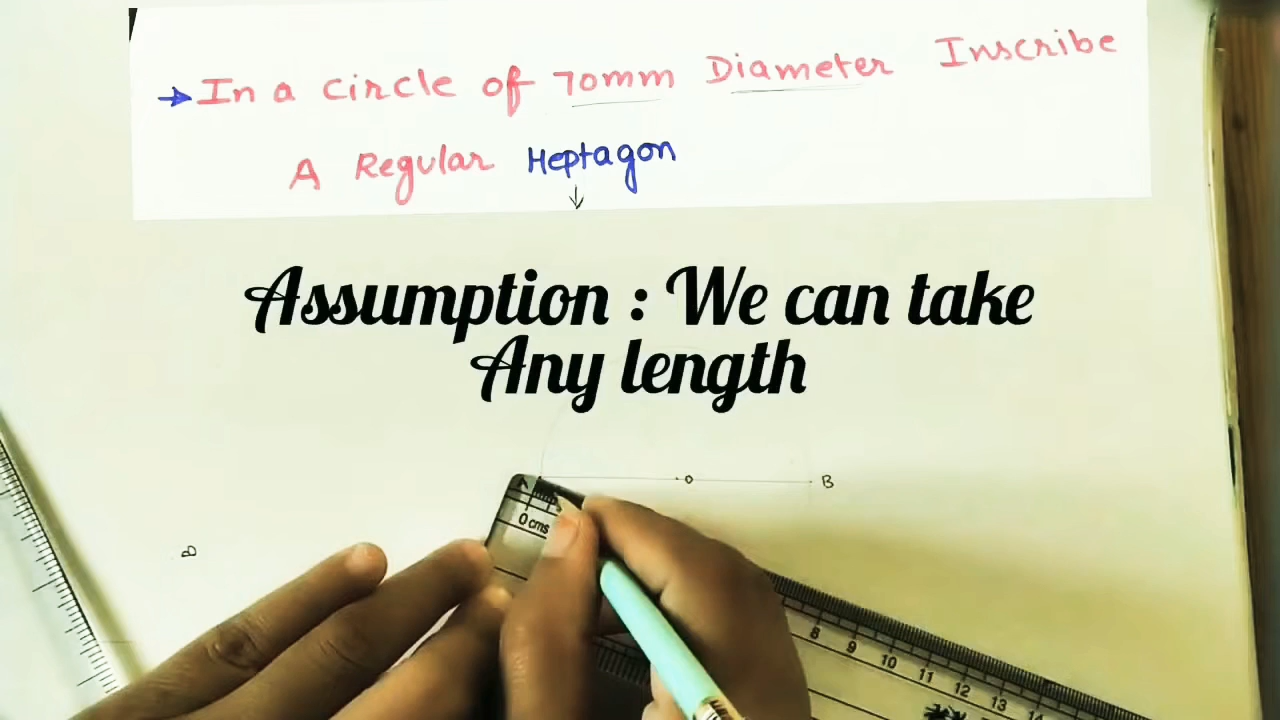 → In a circle of 70mm Diameter Inscribe
A Regular Heptagon
Assumption : We can take
Any length
A
O
B
0 cms
8 9 10 11 12 13 14